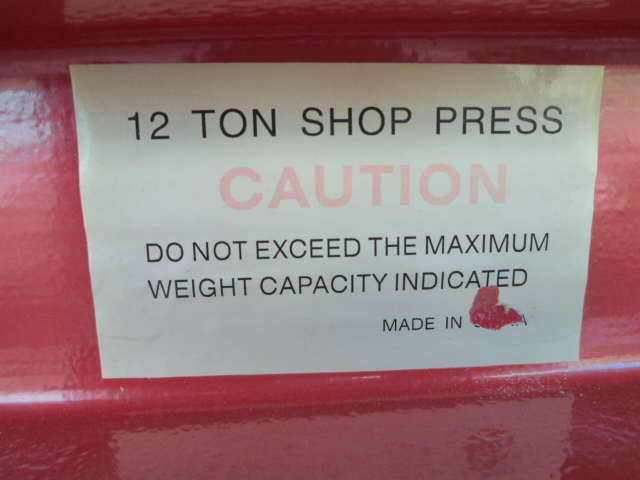 12 TON SHOP PRESS
CAUTION
DO NOT EXCEED THE MAXIMUM
WEIGHT CAPACITY INDICATED
MADE IN